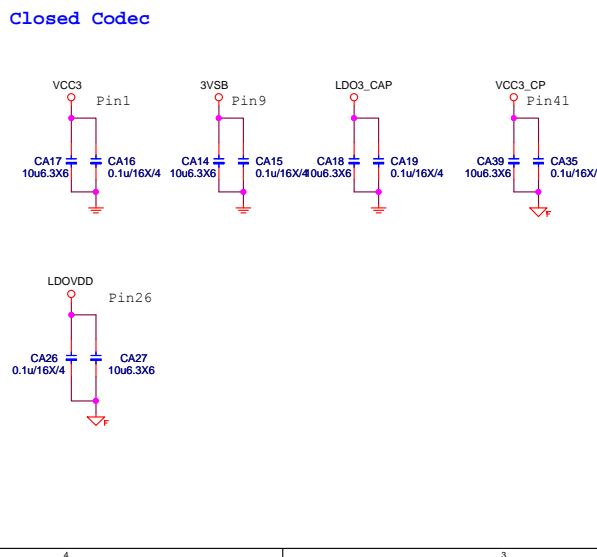 Closed Codec
VCC3
Pin1
CA17
10u6.3X6
CA16
0.1u/16X/4
3VSB
Pin9
CA14
10u6.3X6
CA15
0.1u/16X/4
LDO3_CAP
CA18
10u6.3X6
CA19
0.1u/16X/4
VCC3_CP
Pin41
CA39
10u6.3X6
CA35
0.1u/16X/
F
LDOVDD
Pin26
CA26
0.1u/16X/4
CA27
10u6.3X6
F
4
3